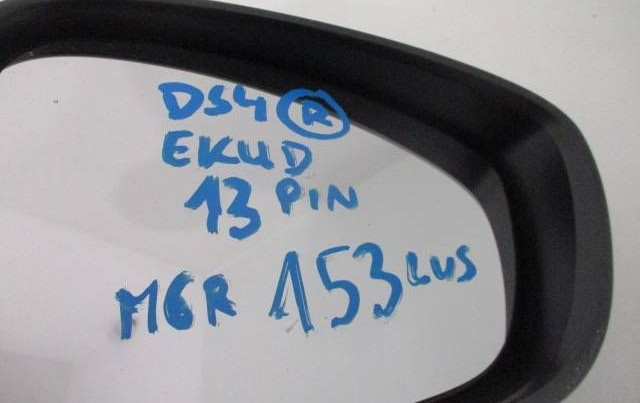 DS4 R
EKUD
13 PIN
MGR 153 LUS